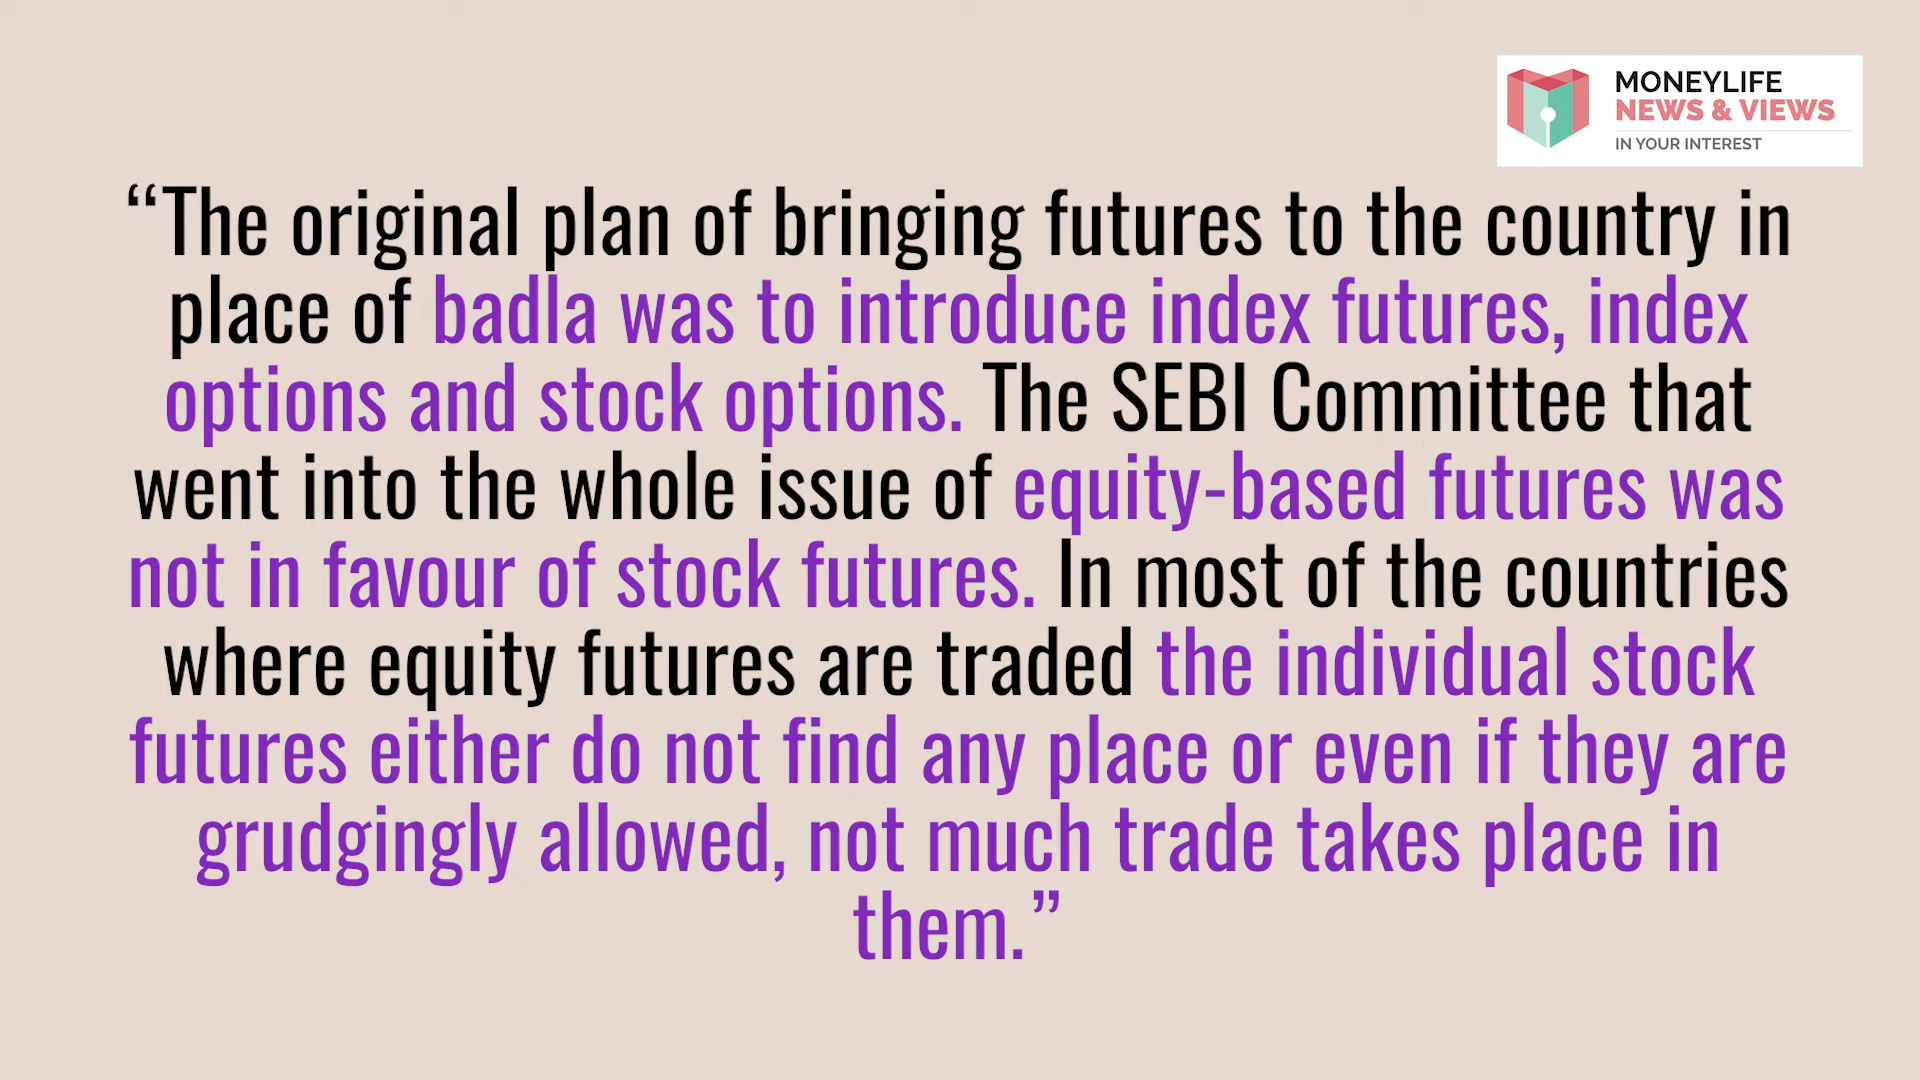 MONEYLIFE
NEWS & VIEWS
IN YOUR INTEREST
“The original plan of bringing futures to the country in
place of badla was to introduce index futures, index
options and stock options. The SEBI Committee that
went into the whole issue of equity-based futures was
not in favour of stock futures. In most of the countries
where equity futures are traded the individual stock
futures either do not find any place or even if they are
grudgingly allowed, not much trade takes place in
them.”